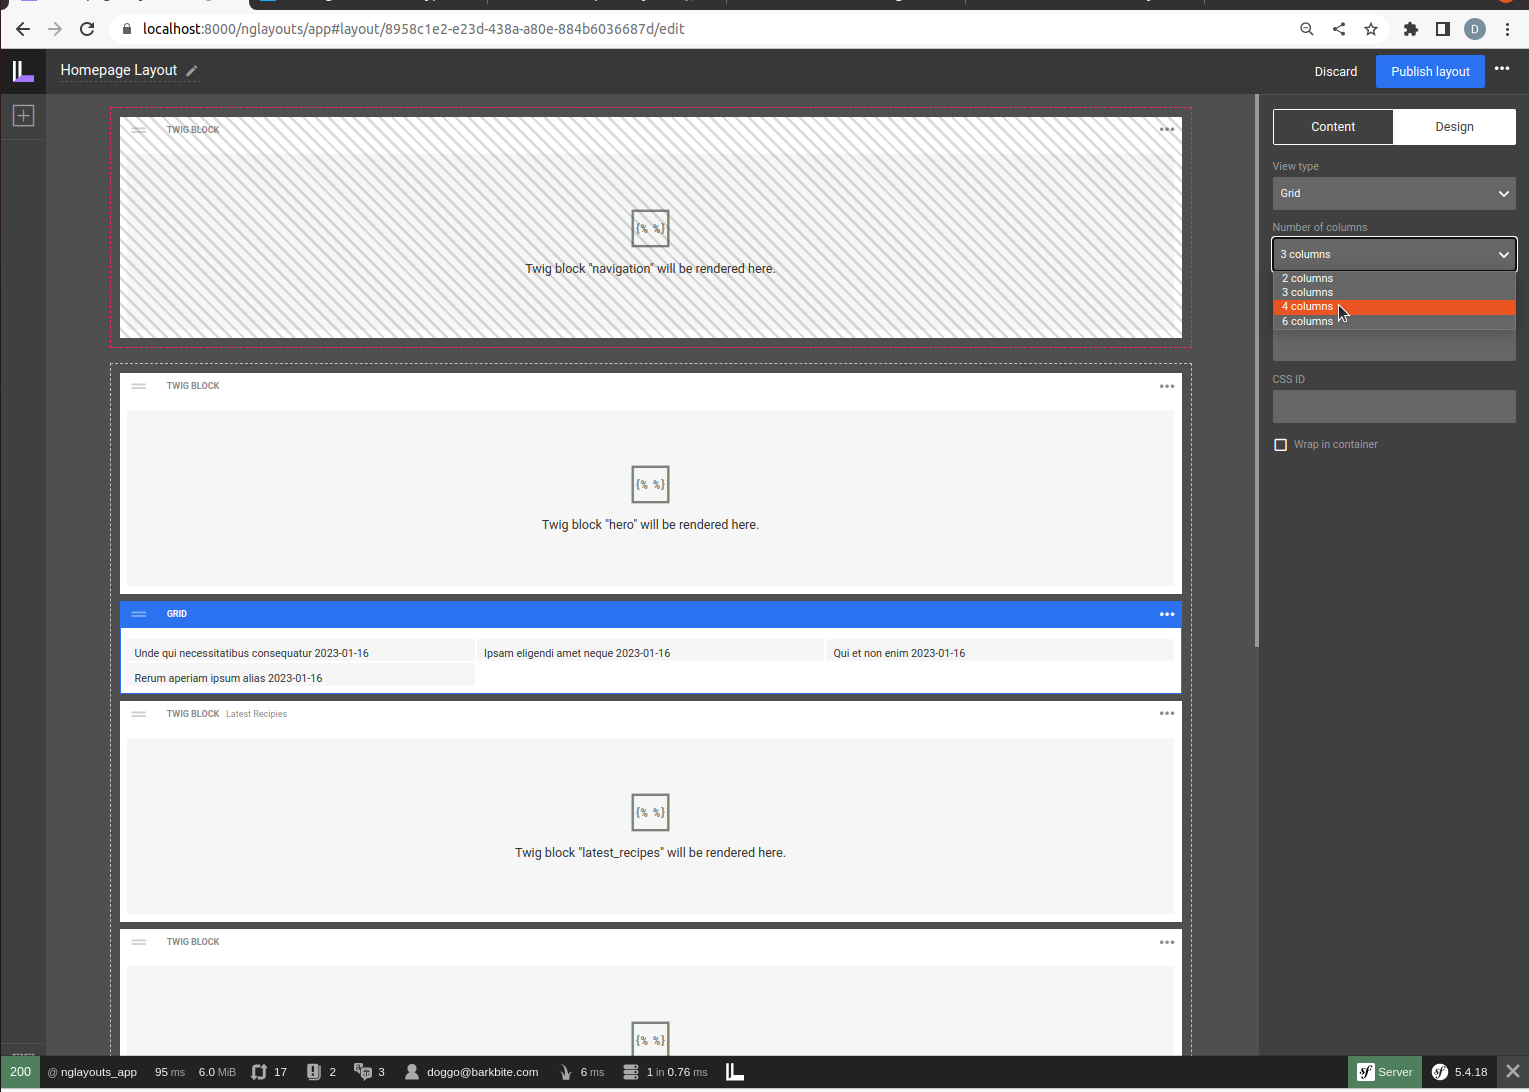 localhost:8000/nglayouts/app#layout/8958c1e2-e23d-438a-a80e-884b6036687d/edit
D
Homepage Layout
Discard
Publish layout
Content
Design
View type
Grid
Number of columns
3 columns
2 columns
3 columns
4 columns
6 columns
CSS ID
Wrap in container
TWIG BLOCK
{% %}
Twig block "navigation" will be rendered here.
TWIG BLOCK
{% %}
Twig block "hero" will be rendered here.
GRID
Unde qui necessitatibus consequatur 2023-01-16
Ipsam eligendi amet neque 2023-01-16
Qui et non enim 2023-01-16
Rerum aperiam ipsum alias 2023-01-16
TWIG BLOCK Latest Recipies
{% %}
Twig block "latest_recipes" will be rendered here.
TWIG BLOCK
{% %}
200 @ nglayouts_app 95 ms 6.0 MiB 17 2 3 doggo@barkbite.com 6 ms 1 in 0.76 ms Server 5.4.18